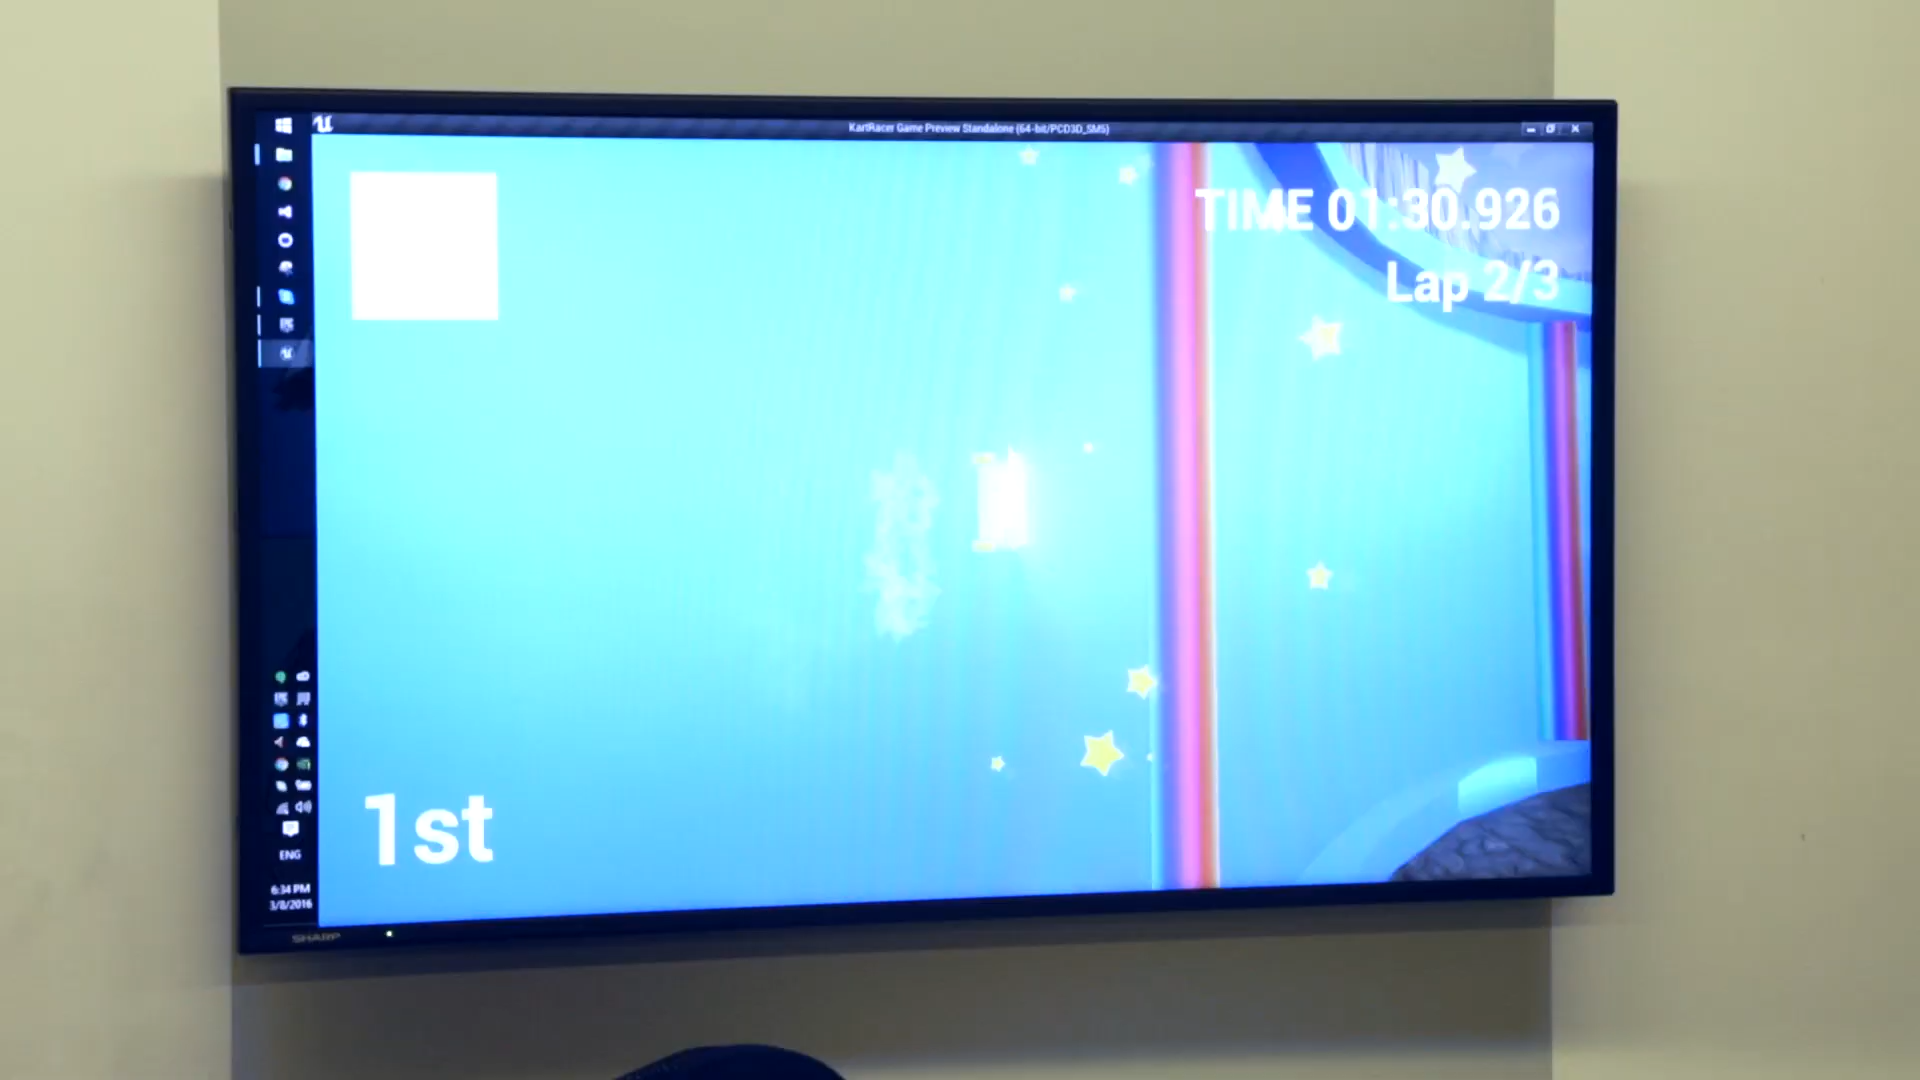 KartRacer Game Preview Standalone (64-bit/PCD3D_SM5)
TIME 01:30.926
Lap 2/3
1st
ENG
6:34 PM
3/8/2016
SHARP